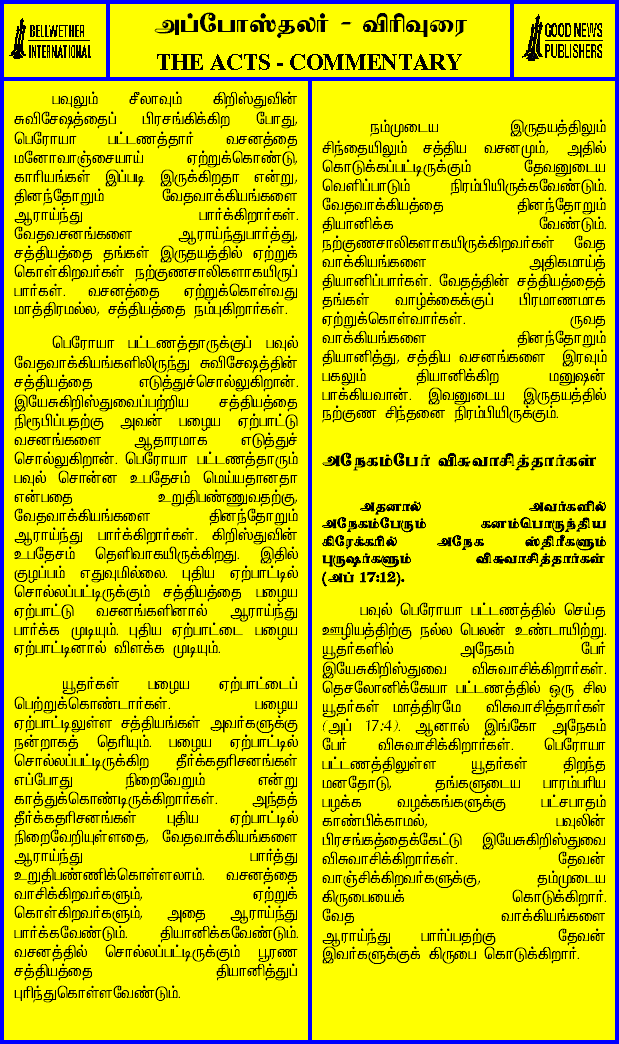 BELLWETHER
INTERNATIONAL
அப்போஸ்தலர் - விரிவுரை
THE ACTS - COMMENTARY
GOOD NEWS
PUBLISHERS
பவுலும் சீலாவும் கிறிஸ்துவின்
சுவிசேஷத்தைப் பிரசங்கிக்கிற போது,
பெரோயா பட்டணத்தார் வசனத்தை
மனோவாஞ்சையாய் ஏற்றுக்கொண்டு,
காரியங்கள் இப்படி இருக்கிறதா என்று,
தினந்தோறும் வேதவாக்கியங்களை
ஆராய்ந்து பார்க்கிறார்கள்.
வேதவசனங்களை ஆராய்ந்துபார்த்து,
சத்தியத்தை தங்கள் இருதயத்தில் ஏற்றுக்
கொள்கிறவர்கள் நற்குணசாலிகளாகயிருப்
பார்கள். வசனத்தை ஏற்றுக்கொள்வது
மாத்திரமல்ல, சத்தியத்தை நம்புகிறார்கள்.
பெரோயா பட்டணத்தாருக்குப் பவுல்
வேதவாக்கியங்களிலிருந்து சுவிசேஷத்தின்
சத்தியத்தை எடுத்துச்சொல்லுகிறான்.
இயேசுகிறிஸ்துவைப்பற்றிய சத்தியத்தை
நிரூபிப்பதற்கு அவன் பழைய ஏற்பாட்டு
வசனங்களை ஆதாரமாக எடுத்துச்
சொல்லுகிறான். பெரோயா பட்டணத்தாரும்
பவுல் சொன்ன உபதேசம் மெய்யதானதா
என்பதை உறுதிபண்ணுவதற்கு,
வேதவாக்கியங்களை தினந்தோறும்
ஆராய்ந்து பார்க்கிறார்கள். கிறிஸ்துவின்
உபதேசம் தெளிவாகயிருக்கிறது. இதில்
குழப்பம் எதுவுமில்லை. புதிய ஏற்பாட்டில்
சொல்லப்பட்டிருக்கும் சத்தியத்தை பழைய
ஏற்பாட்டு வசனங்களினால் ஆராய்ந்து
பார்க்க முடியும். புதிய ஏற்பாட்டை பழைய
ஏற்பாட்டினால் விளக்க முடியும்.
யூதர்கள் பழைய ஏற்பாட்டைப்
பெற்றுக்கொண்டார்கள். பழைய
ஏற்பாட்டிலுள்ள சத்தியங்கள் அவர்களுக்கு
நன்றாகத் தெரியும். பழைய ஏற்பாட்டில்
சொல்லப்பட்டிருக்கிற தீர்க்கதரிசனங்கள்
எப்போது நிறைவேறும் என்று
காத்துக்கொண்டிருக்கிறார்கள். அந்தத்
தீர்க்கதரிசனங்கள் புதிய ஏற்பாட்டில்
நிறைவேறியுள்ளதை, வேதவாக்கியங்களை
ஆராய்ந்து பார்த்து
உறுதிபண்ணிக்கொள்ளலாம். வசனத்தை
வாசிக்கிறவர்களும், ஏற்றுக்
கொள்கிறவர்களும், அதை ஆராய்ந்து
பார்க்கவேண்டும். தியானிக்கவேண்டும்.
வசனத்தில் சொல்லப்பட்டிருக்கும் பூரண
சத்தியத்தை தியானித்துப்
புரிந்துகொள்ளவேண்டும்.
நம்முடைய இருதயத்திலும்
சிந்தையிலும் சத்திய வசனமும், அதில்
கொடுக்கப்பட்டிருக்கும் தேவனுடைய
வெளிப்பாடும் நிரம்பியிருக்கவேண்டும்.
வேதவாக்கியத்தை தினந்தோறும்
தியானிக்க வேண்டும்.
நற்குணசாலிகளாகயிருக்கிறவர்கள் வேத
வாக்கியங்களை அதிகமாய்த்
தியானிப்பார்கள். வேதத்தின் சத்தியத்தைத்
தங்கள் வாழ்க்கைக்குப் பிரமாணமாக
ஏற்றுக்கொள்வார்கள். ருவத
வாக்கியங்களை தினந்தோறும்
தியானித்து, சத்திய வசனங்களை இரவும்
பகலும் தியானிக்கிற மனுஷன்
பாக்கியவான். இவனுடைய இருதயத்தில்
நற்குண சிந்தனை நிரம்பியிருக்கும்.
அநேகம்பேர் விசுவாசித்தார்கள்
அதனால் அவர்களில்
அநேகம்பேரும் கனம்பொருந்திய
கிரேக்கரில் அநேக ஸ்திரீகளும்
புருஷர்களும் விசுவாசித்தார்கள்
(அப் 17:12).
பவுல் பெரோயா பட்டணத்தில் செய்த
ஊழியத்திற்கு நல்ல பெலன் உண்டாயிற்று.
யூதர்களில் அநேகம் பேர்
இயேசுகிறிஸ்துவை விசுவாசிக்கிறார்கள்.
தெசலோனிக்கேயா பட்டணத்தில் ஒரு சில
யூதர்கள் மாத்திரமே விசுவாசித்தார்கள்
(அப் 17:4). ஆனால் இங்கோ அநேகம்
பேர் விசுவாசிக்கிறார்கள். பெரோயா
பட்டணத்திலுள்ள யூதர்கள் திறந்த
மனதோடு, தங்களுடைய பாரம்பரிய
பழக்க வழக்கங்களுக்கு பட்சபாதம்
காண்பிக்காமல், பவுலின்
பிரசங்கத்தைக்கேட்டு இயேசுகிறிஸ்துவை
விசுவாசிக்கிறார்கள். தேவன்
வாஞ்சிக்கிறவர்களுக்கு, தம்முடைய
கிருபையைக் கொடுக்கிறார்.
வேத வாக்கியங்களை
ஆராய்ந்து பார்ப்பதற்கு தேவன்
இவர்களுக்குக் கிருபை கொடுக்கிறார்.